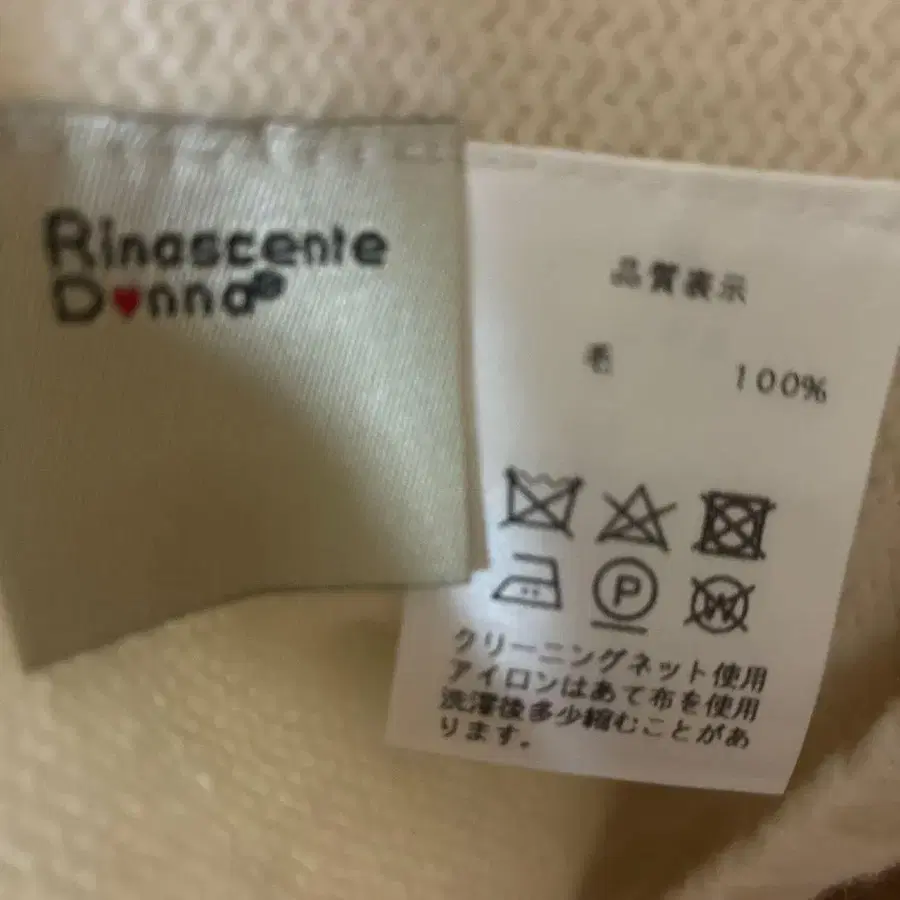 Rinascente
D♥nna®
品質表示
毛 100%
P
W
クリーニングネット使用
アイロンはあて布を使用
洗濯後多少縮むことがあ
ります。